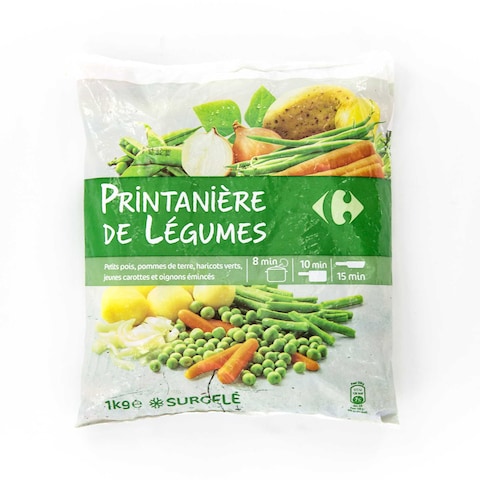 PRINTANIÈRE
DE LÉGUMES
Petits pois, pommes de terre, haricots verts,
jeunes carottes et oignons émincés
8 min
10 min
15 min
1kg℮ SURGELÉ